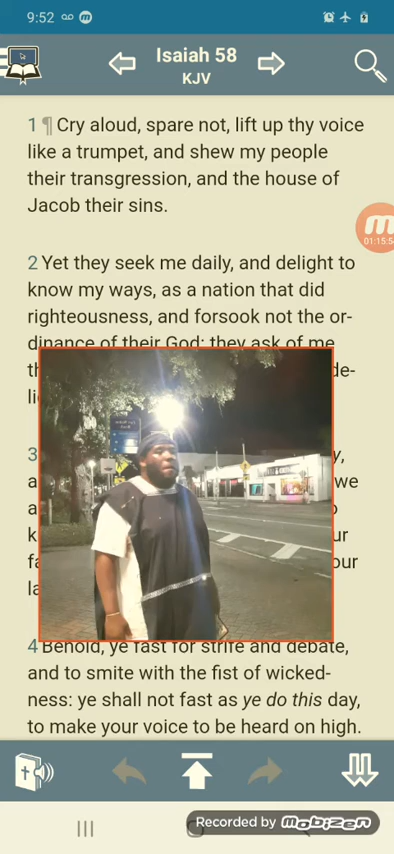 9:52
Isaiah 58
KJV
1 ¶ Cry aloud, spare not, lift up thy voice
like a trumpet, and shew my people
their transgression, and the house of
Jacob their sins.
01:15:5
2 Yet they seek me daily, and delight to
know my ways, as a nation that did
righteousness, and forsook not the or-
dinance of their God: they ask of me
th de-
li
3 y,
a we
a
k ur
fa our
la
4 Behold, ye fast for strife and debate,
and to smite with the fist of wicked-
ness: ye shall not fast as ye do this day,
to make your voice to be heard on high.
Recorded by mobizen